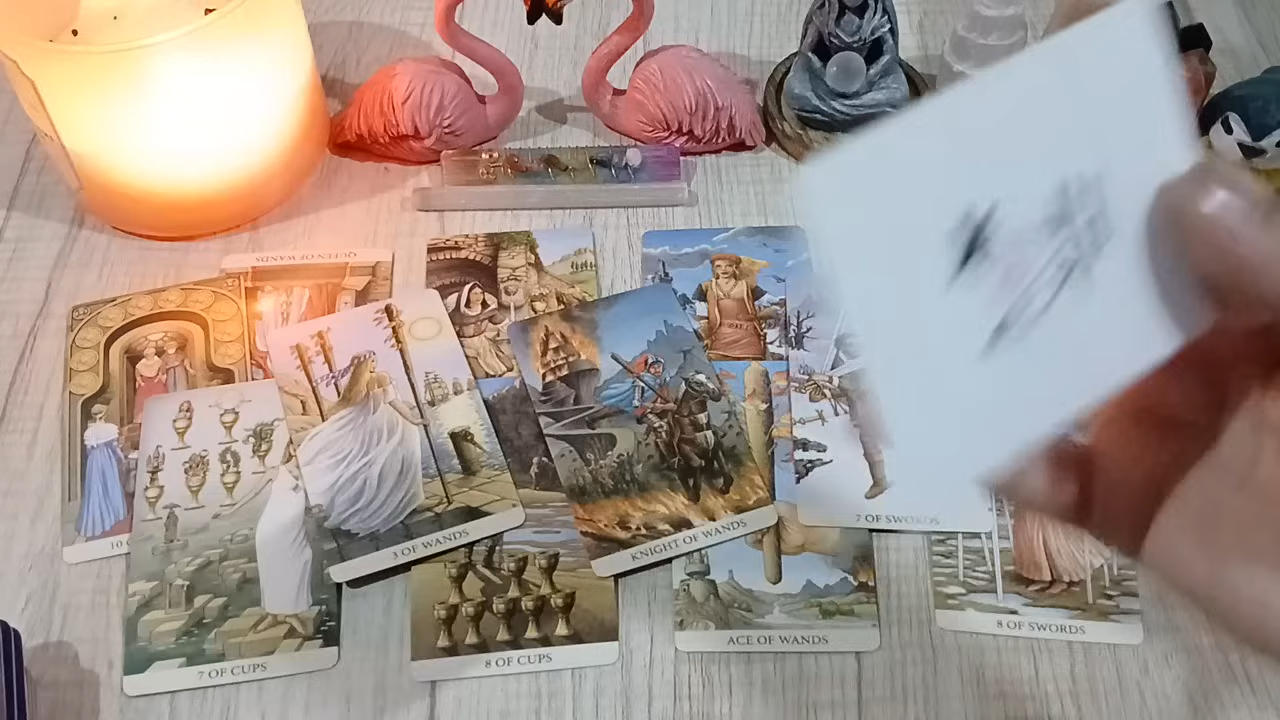 QUEEN OF WANDS
10
3 OF WANDS
KNIGHT OF WANDS
7 OF SWORDS
7 OF CUPS
8 OF CUPS
ACE OF WANDS
8 OF SWORDS